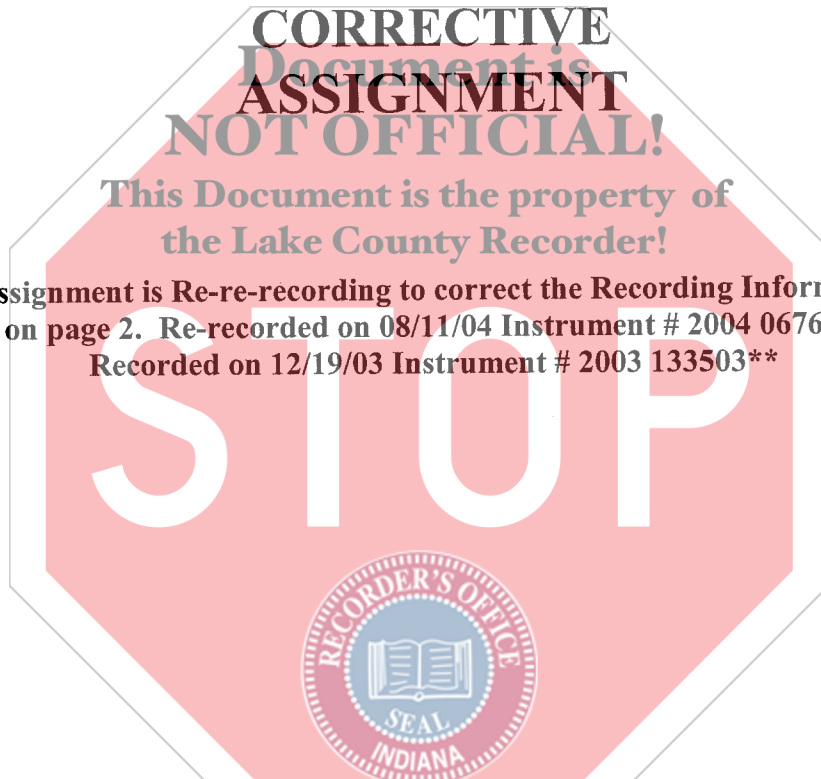 CORRECTIVE
Document is
ASSIGNMENT
NOT OFFICIAL!
This Document is the property of
the Lake County Recorder!
ssignment is Re-re-recording to correct the Recording Infor
on page 2. Re-recorded on 08/11/04 Instrument # 2004 0676
Recorded on 12/19/03 Instrument # 2003 133503**
STOP
RECORDER'S OFFICE
SEAL
INDIANA